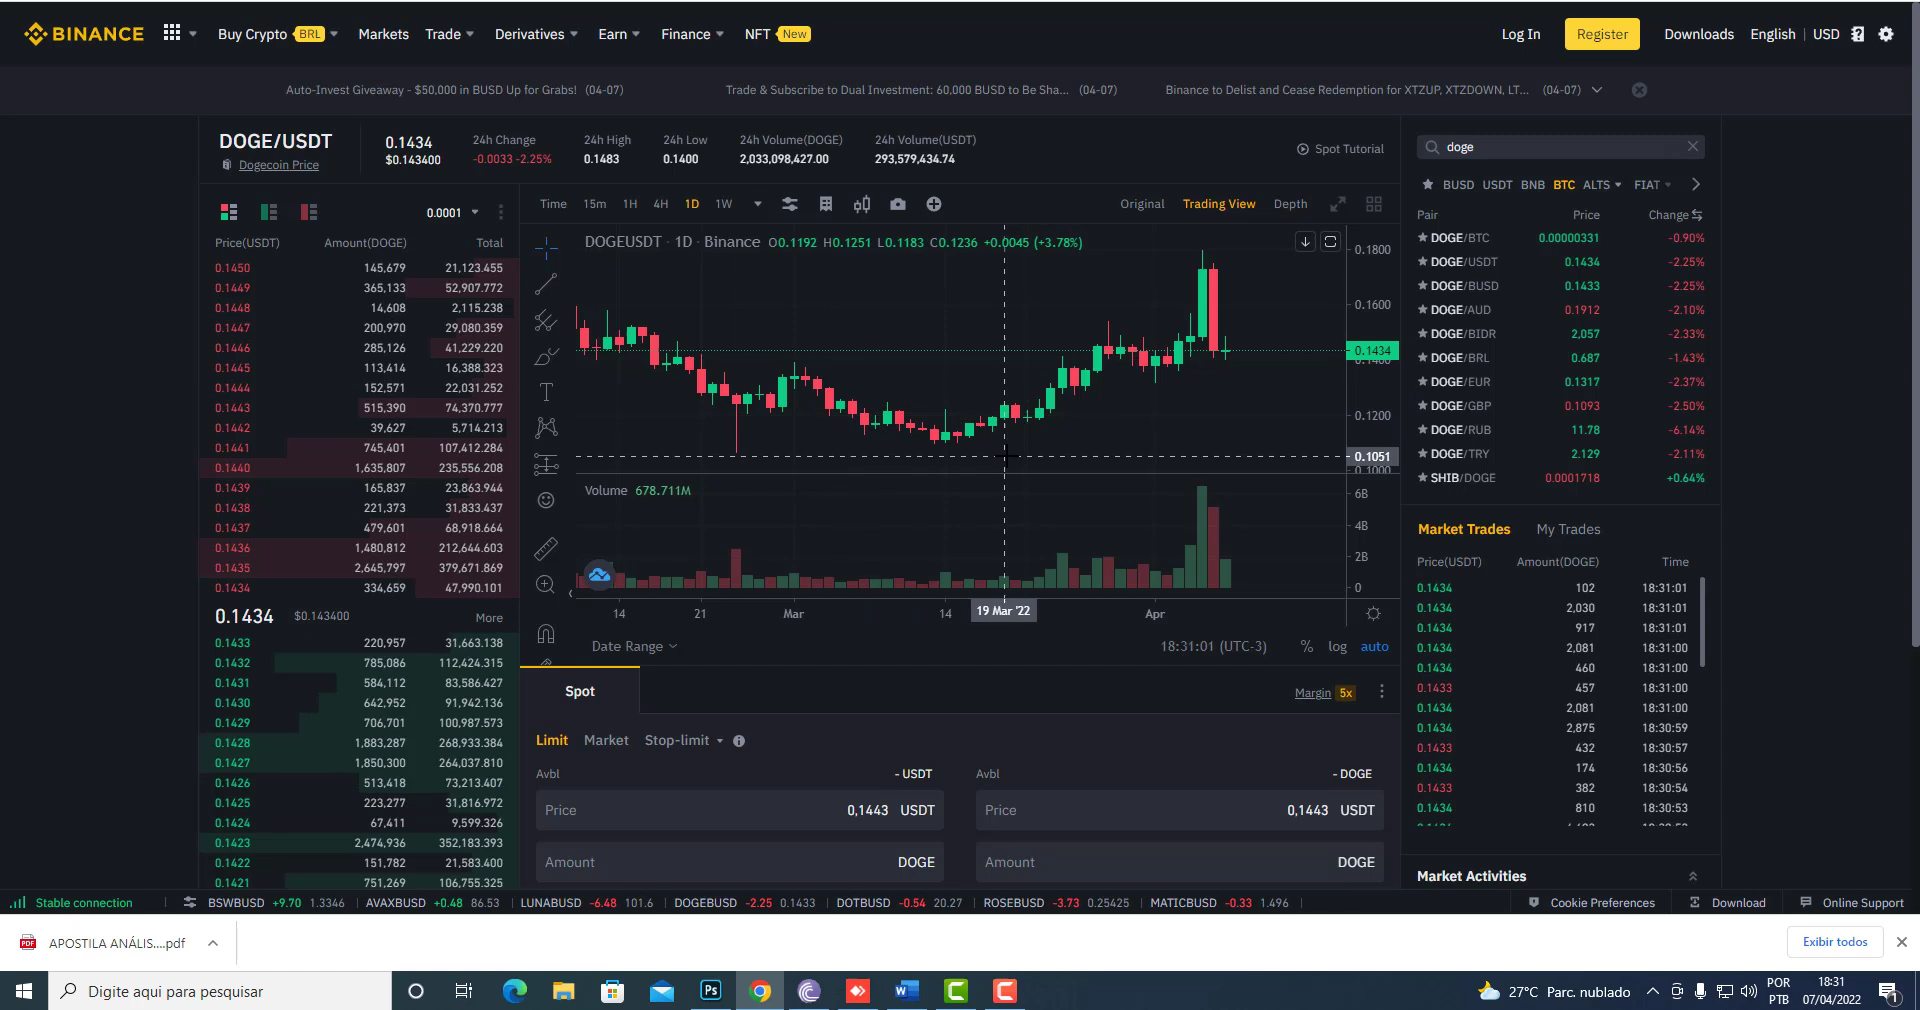 BINANCE Buy Crypto BRL Markets Trade Derivatives Earn Finance NFT New Log In Register Downloads English | USD
Auto-Invest Giveaway - $50,000 in BUSD Up for Grabs! (04-07) Trade & Subscribe to Dual Investment: 60,000 BUSD to Be Sha... (04-07) Binance to Delist and Cease Redemption for XTZUP, XTZDOWN, LT... (04-07)
DOGE/USDT
Dogecoin Price
0.1434
$0.143400
24h Change
-0.0033 -2.25%
24h High
0.1483
24h Low
0.1400
24h Volume(DOGE)
2,033,098,427.00
24h Volume(USDT)
293,579,434.74
Spot Tutorial
0.0001
Price(USDT) Amount(DOGE) Total
0.1450 145,679 21,123.455
0.1449 365,133 52,907.772
0.1448 14,608 2,115.238
0.1447 200,970 29,080.359
0.1446 285,126 41,229.220
0.1445 113,414 16,388.323
0.1444 152,571 22,031.252
0.1443 515,390 74,370.777
0.1442 39,627 5,714.213
0.1441 745,401 107,412.284
0.1440 1,635,807 235,556.208
0.1439 165,837 23,863.944
0.1438 221,373 31,833.437
0.1437 479,601 68,918.664
0.1436 1,480,812 212,644.603
0.1435 2,645,797 379,671.869
0.1434 334,659 47,990.101
0.1434 $0.143400 More
0.1433 220,957 31,663.138
0.1432 785,086 112,424.315
0.1431 584,112 83,586.427
0.1430 642,952 91,942.136
0.1429 706,701 100,987.573
0.1428 1,883,287 268,933.384
0.1427 1,850,300 264,037.810
0.1426 513,418 73,213.407
0.1425 223,277 31,816.972
0.1424 67,411 9,599.326
0.1423 2,474,936 352,183.393
0.1422 151,782 21,583.400
0.1421 751,269 106,755.325
Time 15m 1H 4H 1D 1W Original Trading View Depth
DOGEUSDT · 1D · Binance O0.1192 H0.1251 L0.1183 C0.1236 +0.0045 (+3.78%)
0.1800
0.1600
0.1434
0.1400
0.1200
0.1051
0.1000
Volume 678.711M
6B
4B
2B
0
14 21 Mar 14 19 Mar '22 Apr
Date Range 18:31:01 (UTC-3) % log auto
Spot Margin 5x
Limit Market Stop-limit
Avbl - USDT Avbl - DOGE
Price 0,1443 USDT Price 0,1443 USDT
Amount DOGE Amount DOGE
doge
BUSD USDT BNB BTC ALTS FIAT
Pair Price Change
DOGE/BTC 0.00000331 -0.90%
DOGE/USDT 0.1434 -2.25%
DOGE/BUSD 0.1433 -2.25%
DOGE/AUD 0.1912 -2.10%
DOGE/BIDR 2,057 -2.33%
DOGE/BRL 0.687 -1.43%
DOGE/EUR 0.1317 -2.37%
DOGE/GBP 0.1093 -2.50%
DOGE/RUB 11.78 -6.14%
DOGE/TRY 2.129 -2.11%
SHIB/DOGE 0.0001718 +0.64%
Market Trades My Trades
Price(USDT) Amount(DOGE) Time
0.1434 102 18:31:01
0.1434 2,030 18:31:01
0.1434 917 18:31:01
0.1434 2,081 18:31:00
0.1434 460 18:31:00
0.1433 457 18:31:00
0.1434 2,081 18:31:00
0.1434 2,875 18:30:59
0.1433 432 18:30:57
0.1434 174 18:30:56
0.1433 382 18:30:54
0.1434 810 18:30:53
Market Activities
Stable connection BSWBUSD +9.70 1.3346 AVAXBUSD +0.48 86.53 LUNABUSD -6.48 101.6 DOGEBUSD -2.25 0.1433 DOTBUSD -0.54 20.27 ROSEBUSD -3.73 0.25425 MATICBUSD -0.33 1.496 Cookie Preferences Download Online Support
PDF APOSTILA ANÁLIS....pdf Exibir todos
Digite aqui para pesquisar Ps 27°C Parc. nublado POR PTB 18:31 07/04/2022 1